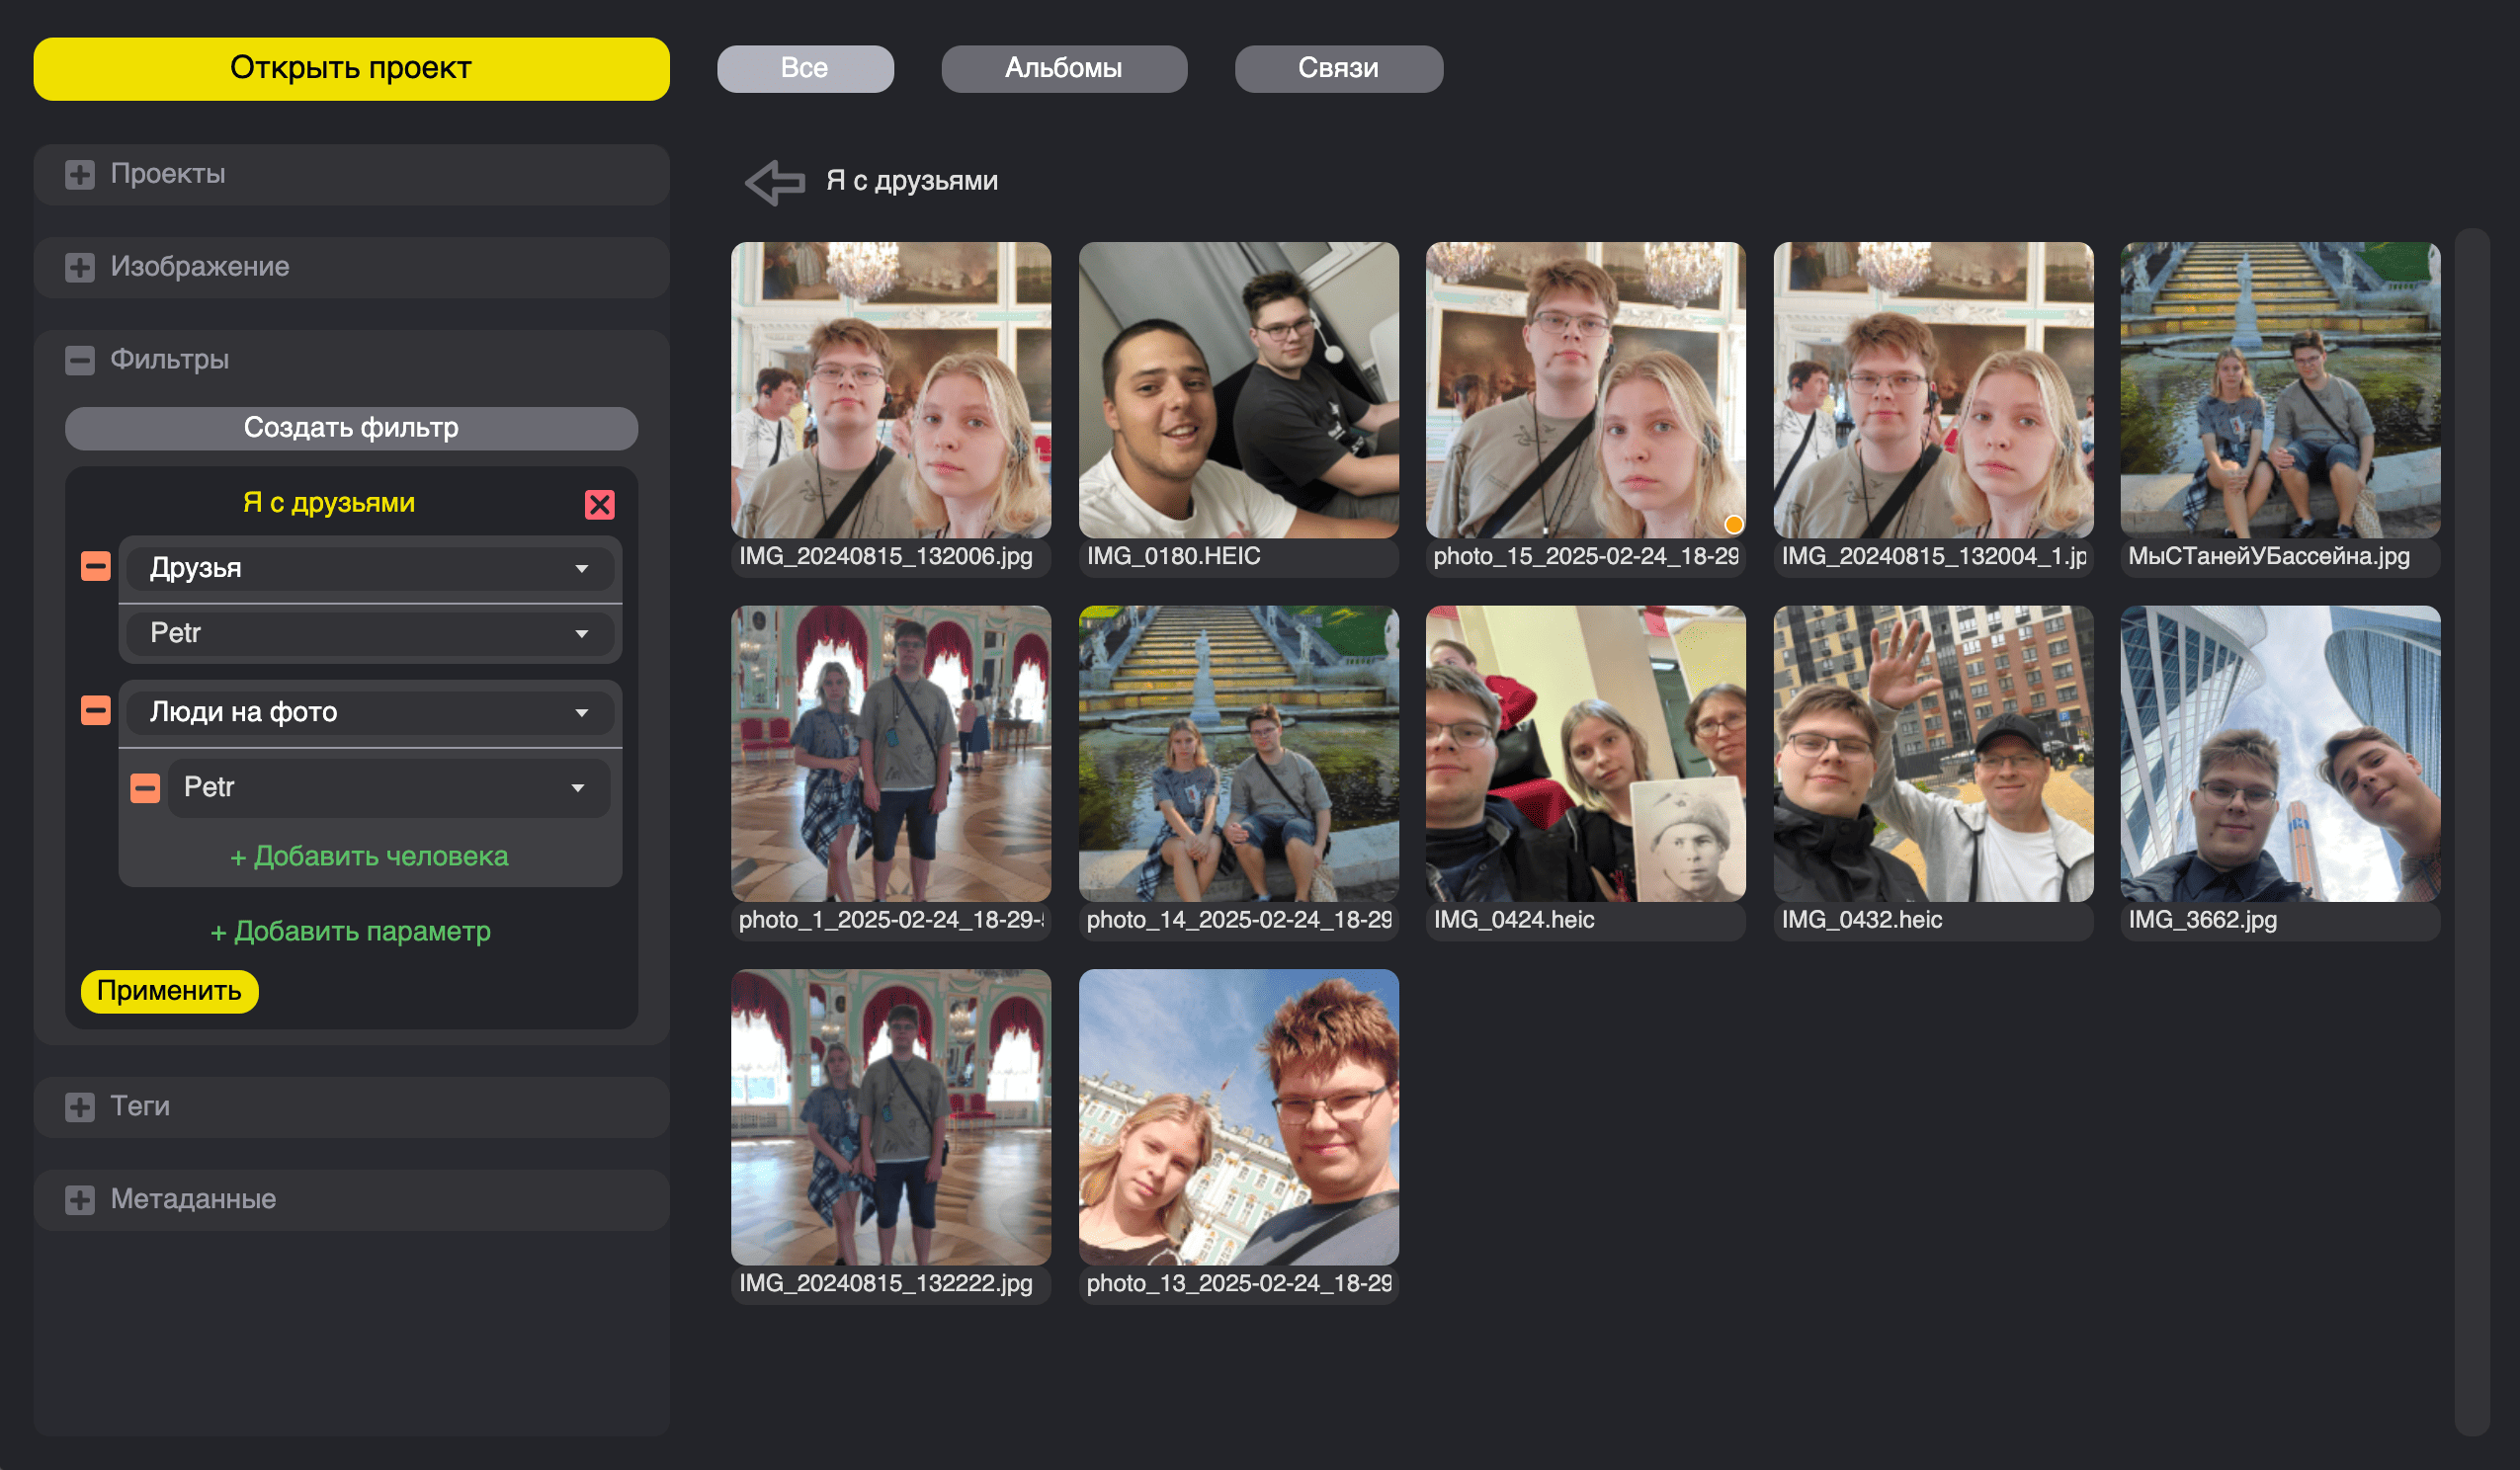 Открыть проект
Все
Альбомы
Связи
Проекты
Изображение
Фильтры
Создать фильтр
Я с друзьями
Друзья
Petr
Люди на фото
Petr
+ Добавить человека
+ Добавить параметр
Применить
Теги
Метаданные
Я с друзьями
IMG_20240815_132006.jpg
IMG_0180.HEIC
photo_15_2025-02-24_18-29
IMG_20240815_132004_1.jp
МыСТанейУБассейна.jpg
photo_1_2025-02-24_18-29-
photo_14_2025-02-24_18-29
IMG_0424.heic
IMG_0432.heic
IMG_3662.jpg
IMG_20240815_132222.jpg
photo_13_2025-02-24_18-29